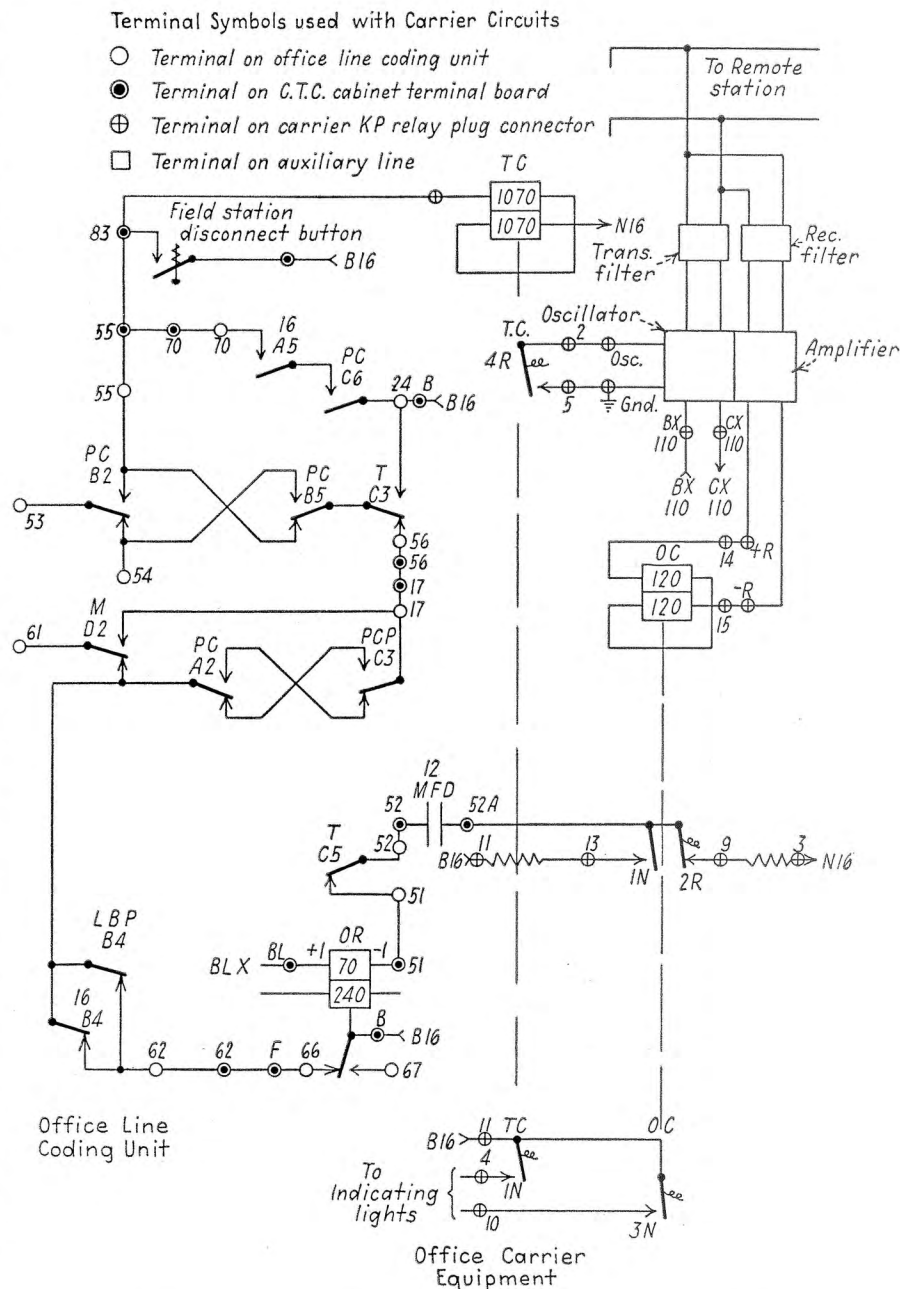 Terminal Symbols used with Carrier Circuits
Terminal on office line coding unit
Terminal on C.T.C. cabinet terminal board
Terminal on carrier KP relay plug connector
Terminal on auxiliary line
To Remote
station
TC
1070
1070
N16
Field station
disconnect button
83
B16
Trans.
filter
Rec.
filter
55
70
70
16
A5
PC
C6
24
B
B16
55
Oscillator
T.C.
4R
2
Osc.
5
Gnd.
Amplifier
BX
110
CX
110
BX
110
CX
110
PC
B2
PC
B5
T
C3
53
54
56
56
17
17
OC
120
120
14
+R
-R
15
M
D2
61
PC
A2
PCP
C3
12
MFD
52
52A
52
T
C5
B16
11
13
1N
2R
9
3
N16
51
LBP
B4
OR
BLX
BL
+1
70
-1
51
240
16
B4
B
B16
62
62
F
66
67
Office Line
Coding Unit
B16
11
TC
OC
4
1N
To
Indicating
lights
10
3N
Office Carrier
Equipment